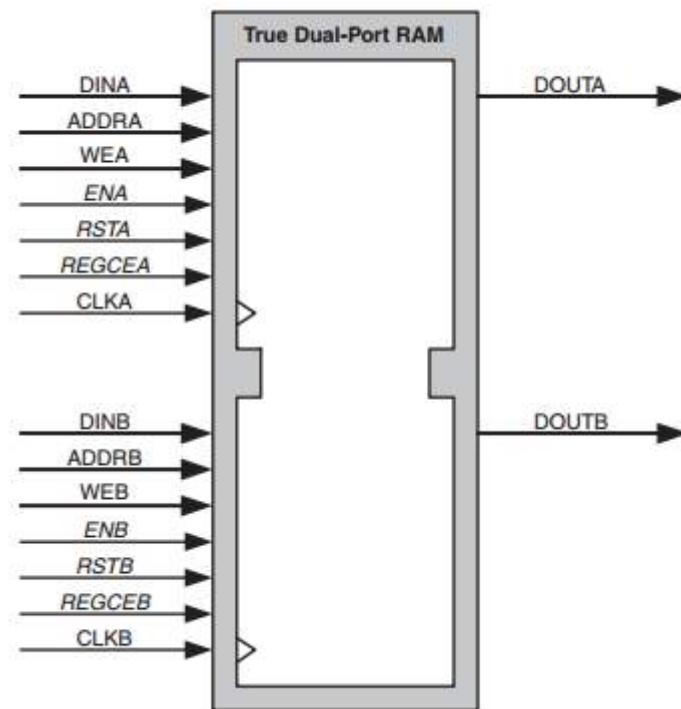 True Dual-Port RAM
DINA
DOUTA
ADDRA
WEA
ENA
RSTA
REGCEA
CLKA
DINB
DOUTB
ADDRB
WEB
ENB
RSTB
REGCEB
CLKB